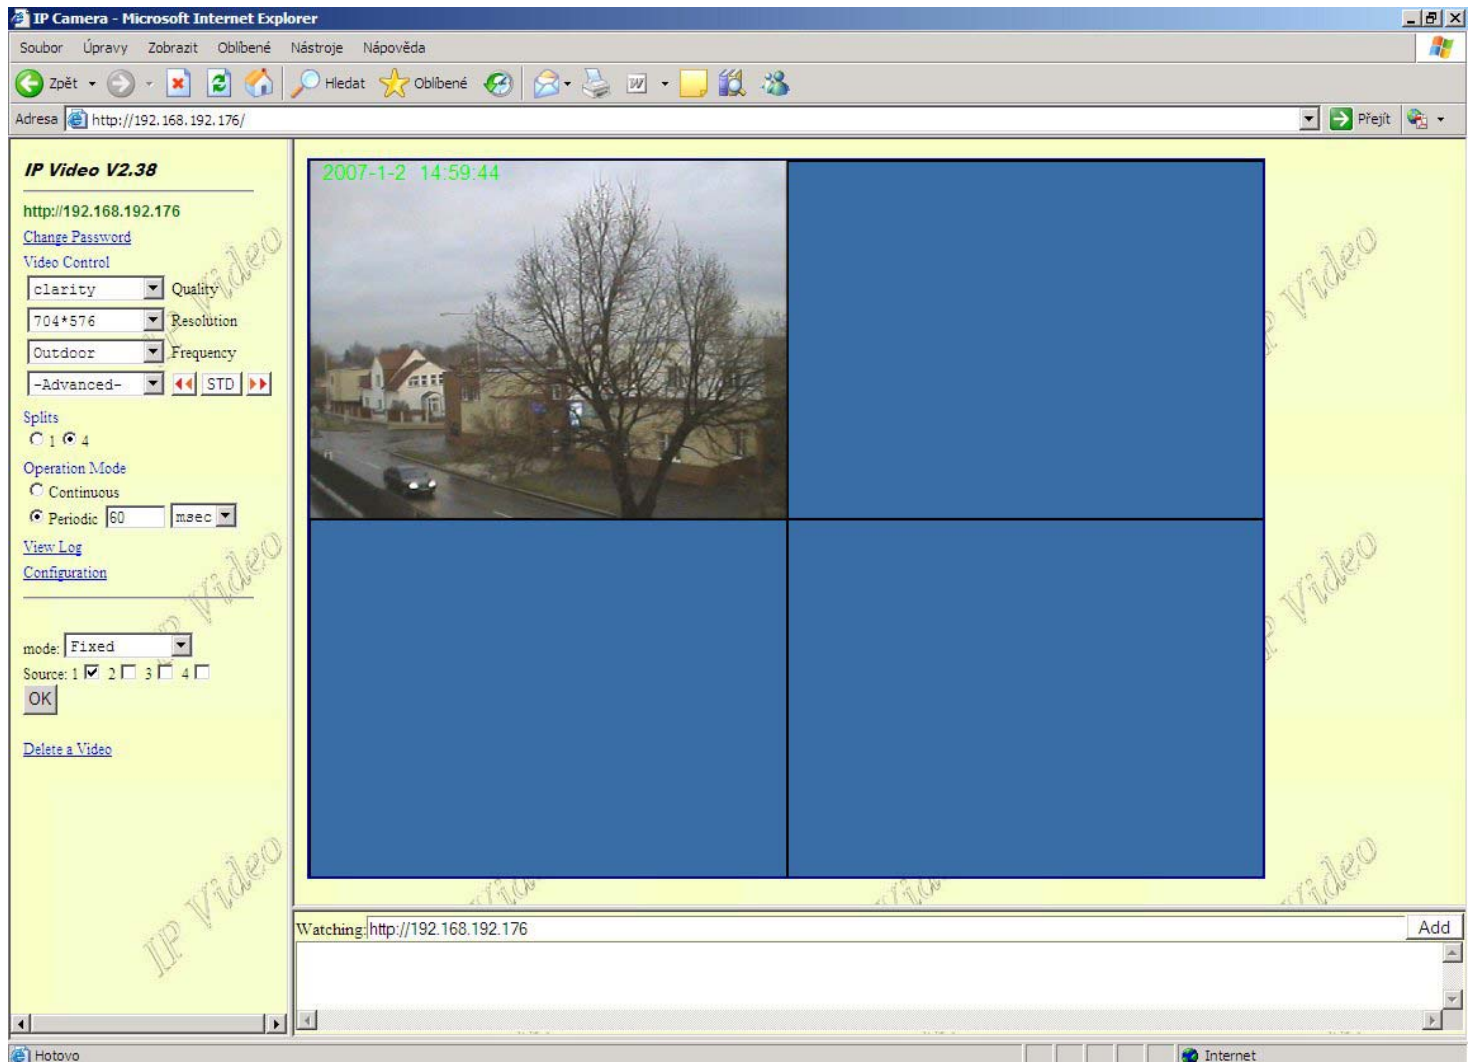 IP Camera - Microsoft Internet Explorer
Soubor Úpravy Zobrazit Oblíbené Nástroje Nápověda
Zpět Hledat Oblíbené
Adresa http://192.168.192.176/ Přejít
IP Video V2.38
http://192.168.192.176
Change Password
Video Control
clarity Quality
704*576 Resolution
Outdoor Frequency
-Advanced- STD
Splits
1 4
Operation Mode
Continuous
Periodic 60 msec
View Log
Configuration
mode: Fixed
Source: 1 2 3 4
OK
Delete a Video
IP Video
2007-1-2 14:59:44
Watching: http://192.168.192.176 Add
Hotovo Internet